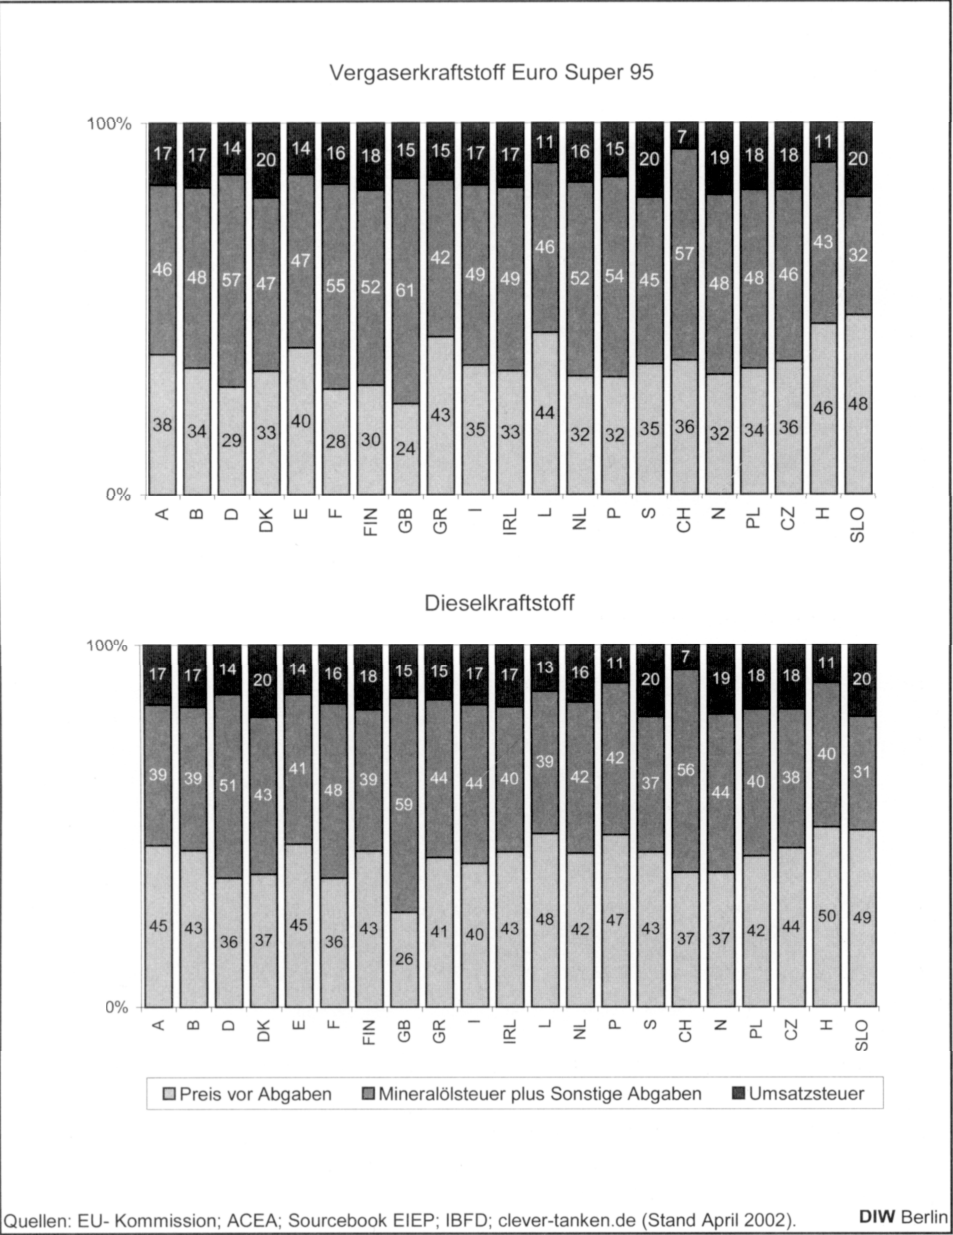 Vergaserkraftstoff Euro Super 95
100%
17 17 14 20 14 16 18 15 15 17 17 11 16 15 20 7 19 18 18 11 20
46 48 57 47 47 55 52 61 42 49 49 46 52 54 45 57 48 48 46 43 32
38 34 29 33 40 28 30 24 43 35 33 44 32 32 35 36 32 34 36 46 48
0%
A B D DK E F FIN GB GR I IRL L NL P S CH N PL CZ H SLO
Dieselkraftstoff
100%
17 17 14 20 14 16 18 15 15 17 17 13 16 11 20 7 19 18 18 11 20
39 39 51 43 41 48 39 59 44 44 40 39 42 42 37 56 44 40 38 40 31
45 43 36 37 45 36 43 26 41 40 43 48 42 47 43 37 37 42 44 50 49
0%
A B D DK E F FIN GB GR I IRL L NL P S CH N PL CZ H SLO
Preis vor Abgaben Mineralölsteuer plus Sonstige Abgaben Umsatzsteuer
Quellen: EU- Kommission; ACEA; Sourcebook EIEP; IBFD; clever-tanken.de (Stand April 2002). DIW Berlin